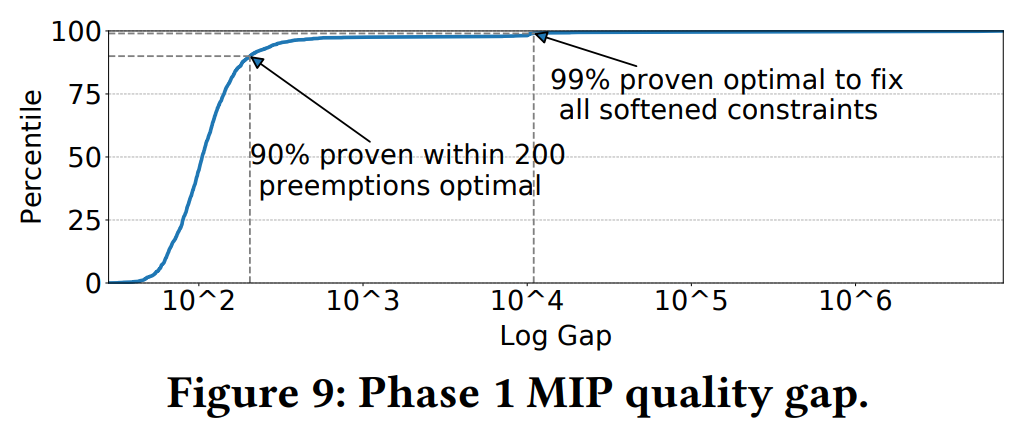 100
75
50
25
0
Percentile
99% proven optimal to fix
all softened constraints
90% proven within 200
preemptions optimal
10^2 10^3 10^4 10^5 10^6
Log Gap
Figure 9: Phase 1 MIP quality gap.